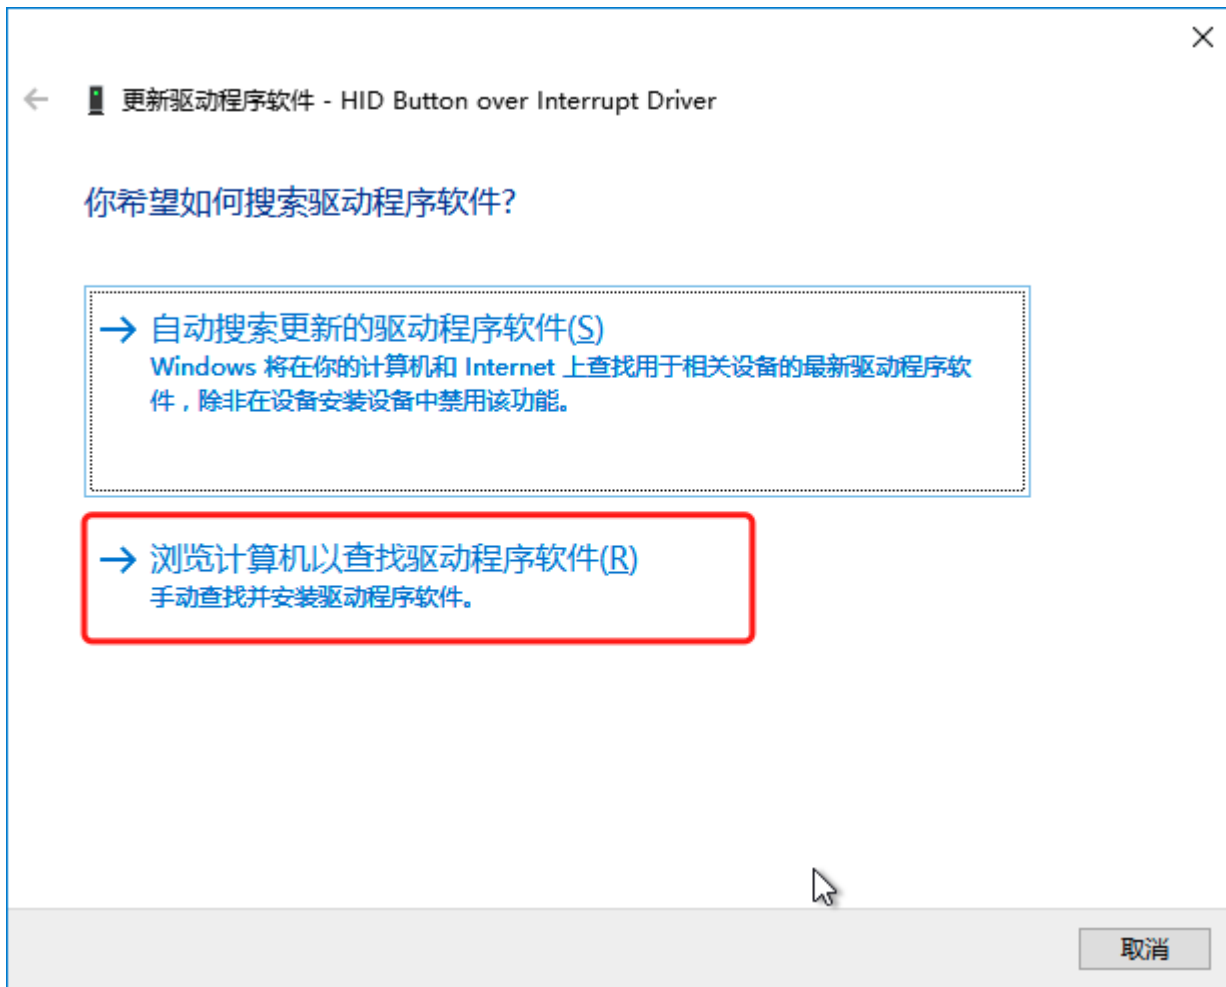 更新驱动程序软件 - HID Button over Interrupt Driver
你希望如何搜索驱动程序软件?
自动搜索更新的驱动程序软件(S)
Windows 将在你的计算机和 Internet 上查找用于相关设备的最新驱动程序软
件，除非在设备安装设备中禁用该功能。
浏览计算机以查找驱动程序软件(R)
手动查找并安装驱动程序软件。
取消